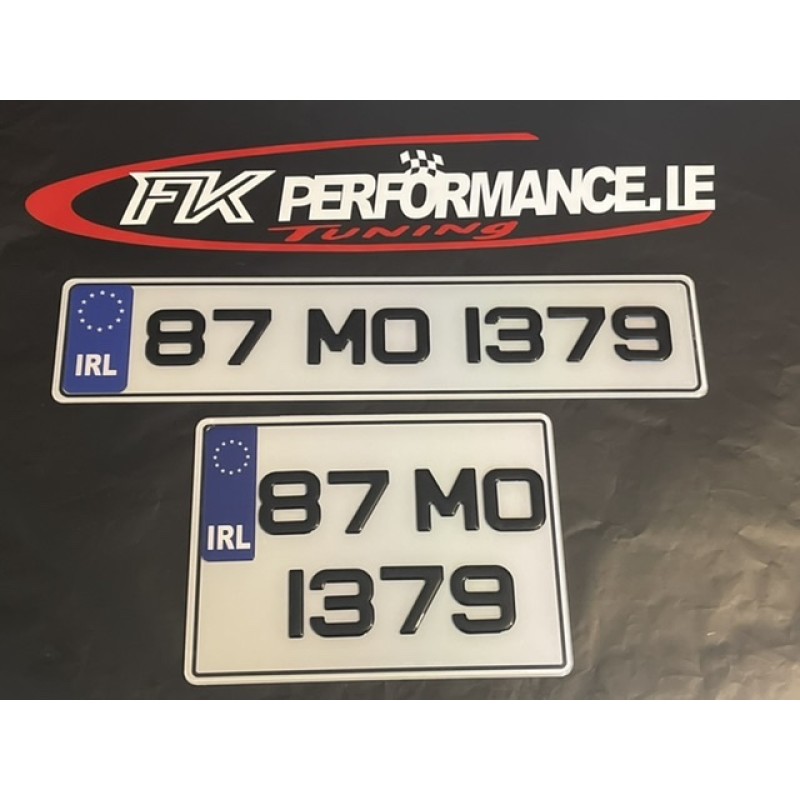 FK PERFORMANCE.IE
TUNING
IRL 87 MO 1379
IRL 87 MO
1379